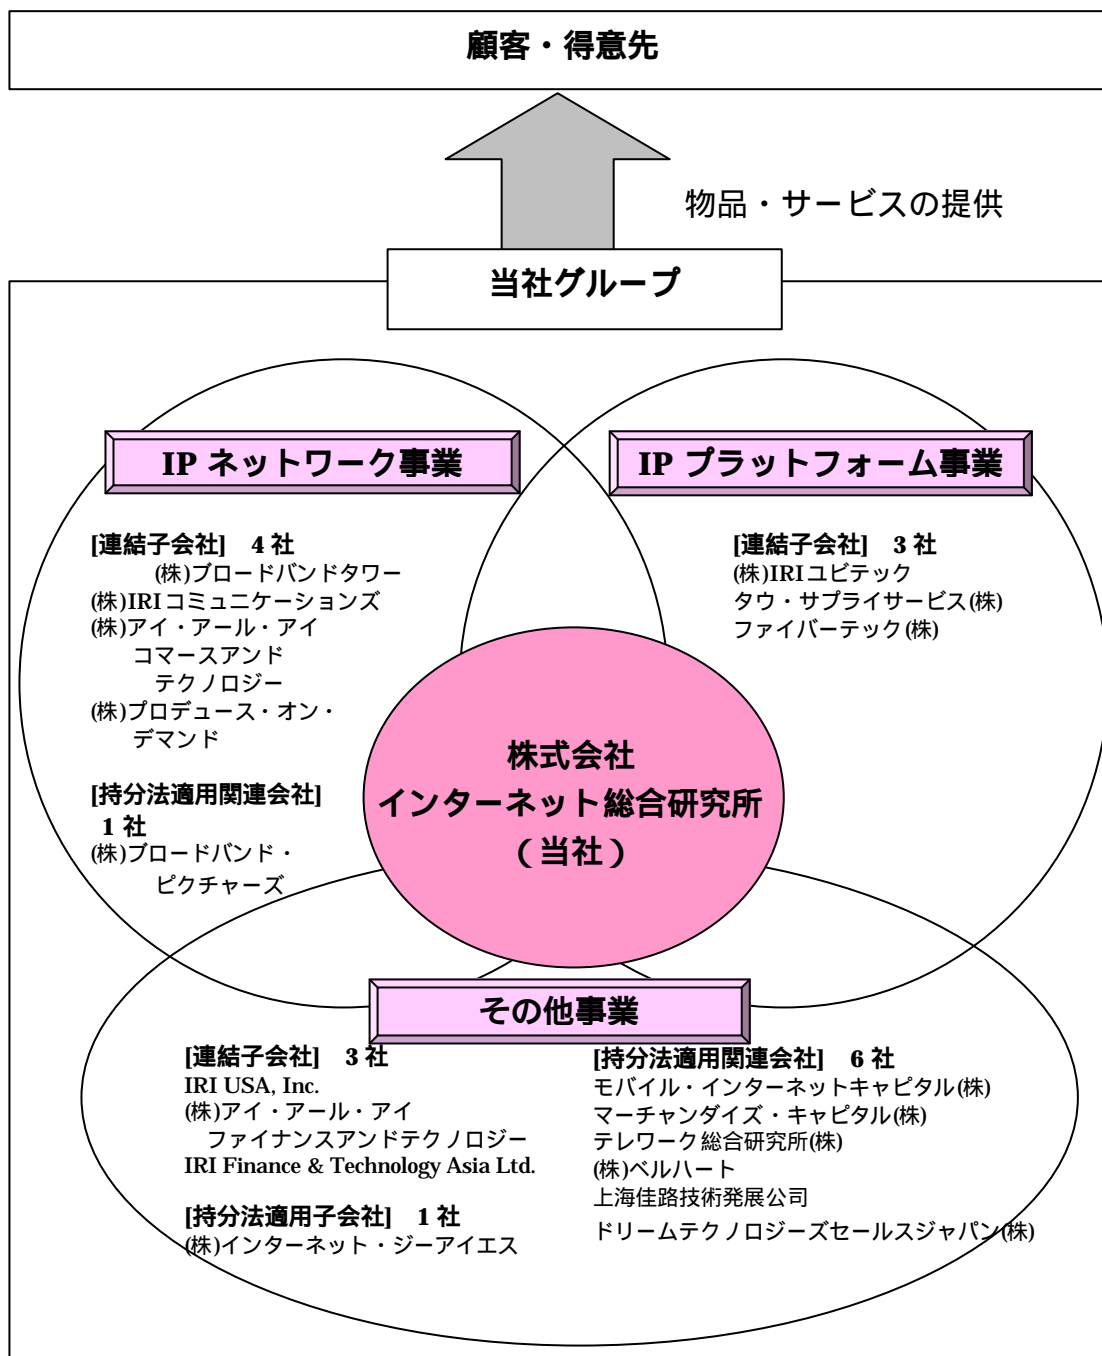 顧客・得意先
物品・サービスの提供
当社グループ
IP ネットワーク事業
[連結子会社] 4 社
(株)ブロードバンドタワー
(株)IRIコミュニケーションズ
(株)アイ・アール・アイ
コマースアンド
テクノロジー
(株)プロデュース・オン・
デマンド
[持分法適用関連会社]
1 社
(株)ブロードバンド・
ピクチャーズ
IP プラットフォーム事業
[連結子会社] 3 社
(株)IRIユビテック
タウ・サプライサービス(株)
ファイバーテック(株)
株式会社
インターネット総合研究所
(当社)
その他事業
[連結子会社] 3 社
IRI USA, Inc.
(株)アイ・アール・アイ
ファイナンスアンドテクノロジー
IRI Finance & Technology Asia Ltd.
[持分法適用子会社] 1 社
(株)インターネット・ジーアイエス
[持分法適用関連会社] 6 社
モバイル・インターネットキャピタル(株)
マーチャンダイズ・キャピタル(株)
テレワーク総合研究所(株)
(株)ベルハート
上海佳路技術発展公司
ドリームテクノロジーズセールスジャパン(株)